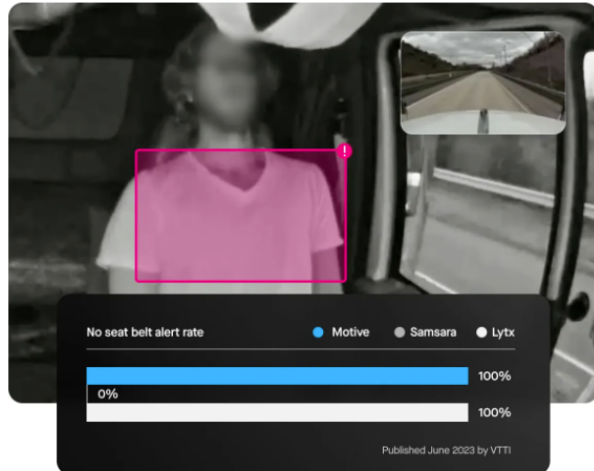 !
No seat belt alert rate Motive Samsara Lytx
100%
0%
100%
Published June 2023 by VTTI